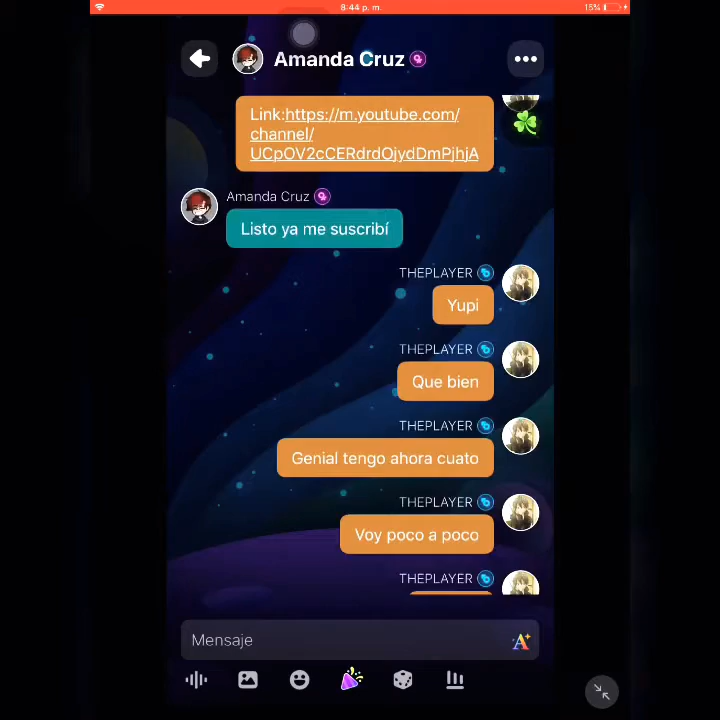 8:44 p. m.
15%
Amanda Cruz
Link:https://m.youtube.com/
channel/
UCpOV2cCERdrdOjydDmPjhjA
Amanda Cruz
Listo ya me suscribí
THEPLAYER
Yupi
THEPLAYER
Que bien
THEPLAYER
Genial tengo ahora cuato
THEPLAYER
Voy poco a poco
THEPLAYER
Mensaje